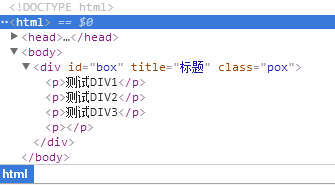 <!DOCTYPE html>
<html> == $0
<head>…</head>
<body>
<div id="box" title="标题" class="pox">
<p>测试DIV1</p>
<p>测试DIV2</p>
<p>测试DIV3</p>
<p></p>
</div>
</body>
html